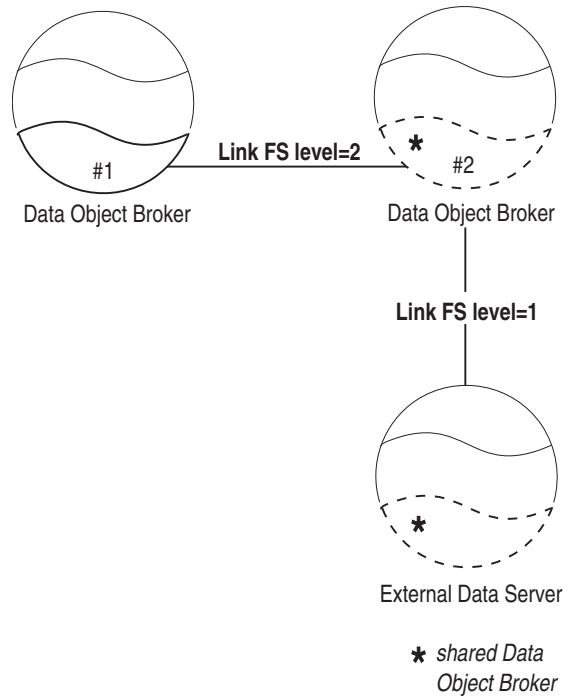 Link FS level=2
*
#1
#2
Data Object Broker
Data Object Broker
Link FS level=1
*
External Data Server
* shared Data
Object Broker